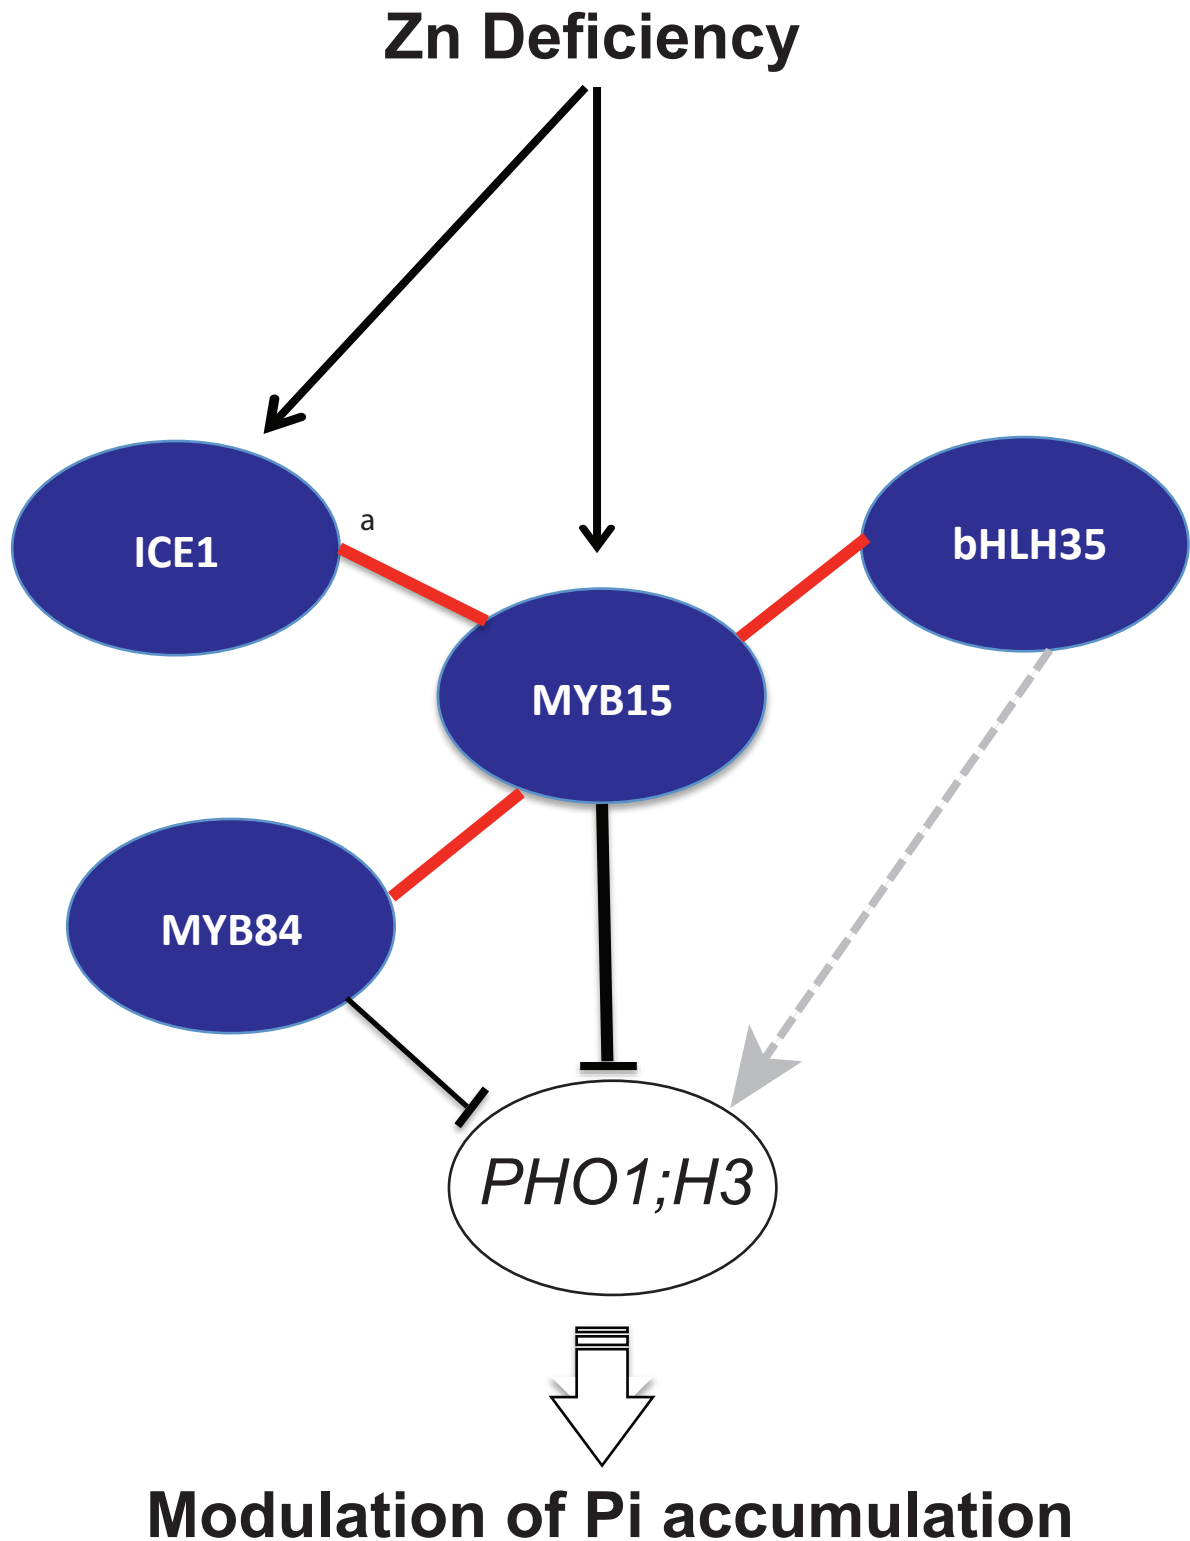 Zn Deficiency
a
ICE1
bHLH35
MYB15
MYB84
PHO1;H3
Modulation of Pi accumulation